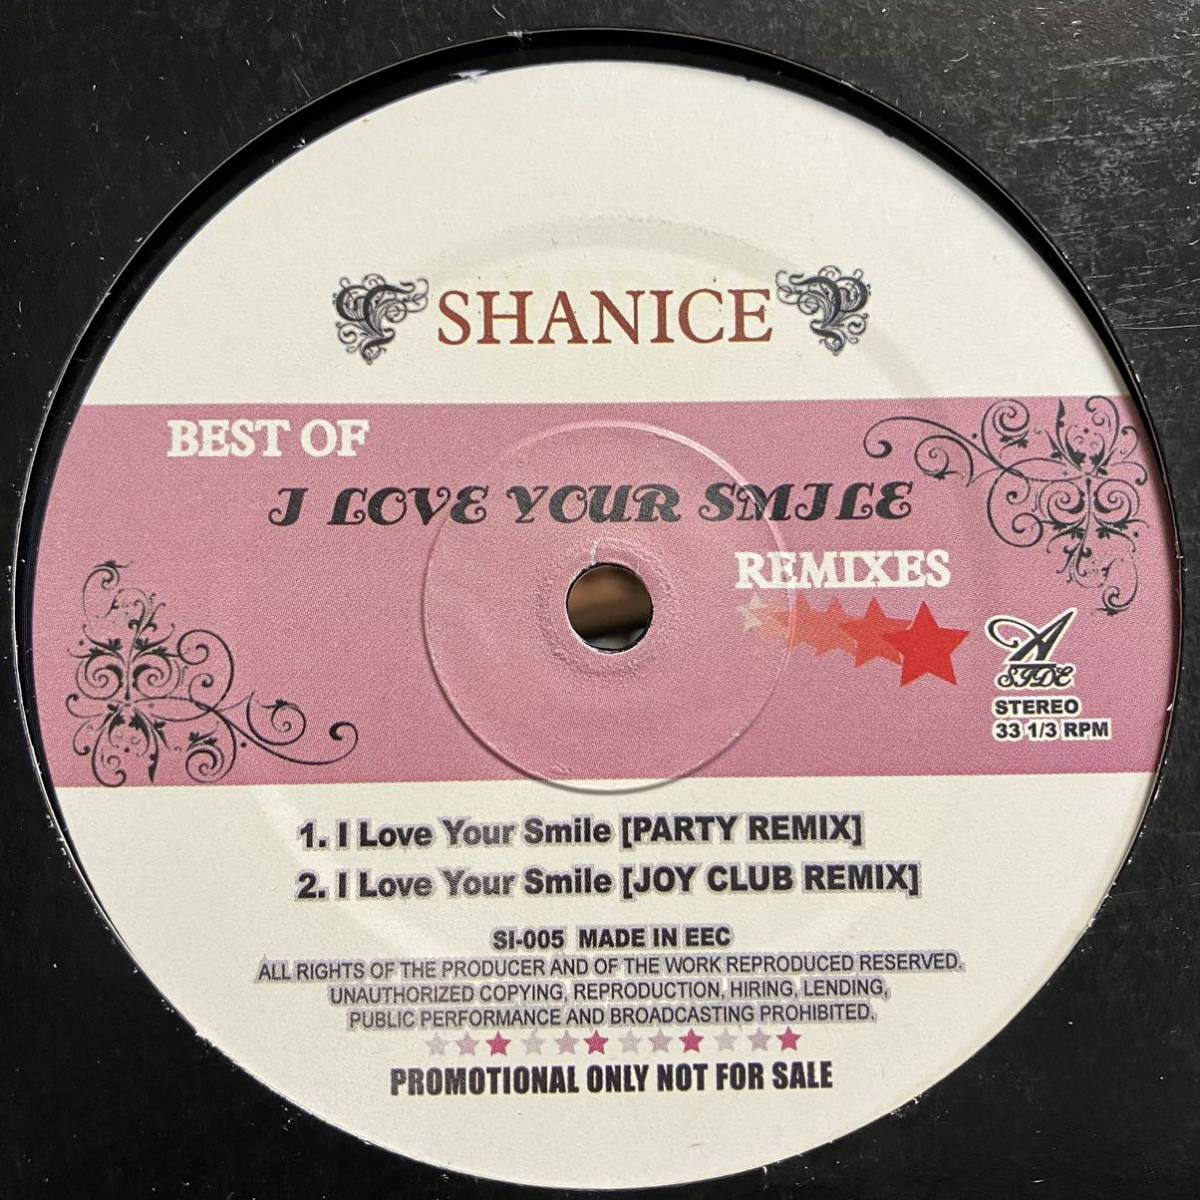 SHANICE
BEST OF
I LOVE YOUR SMILE
REMIXES
A
SIDE
STEREO
33 1/3 RPM
1. I Love Your Smile [PARTY REMIX]
2. I Love Your Smile [JOY CLUB REMIX]
SI-005 MADE IN EEC
ALL RIGHTS OF THE PRODUCER AND OF THE WORK REPRODUCED RESERVED.
UNAUTHORIZED COPYING, REPRODUCTION, HIRING, LENDING,
PUBLIC PERFORMANCE AND BROADCASTING PROHIBITED.
PROMOTIONAL ONLY NOT FOR SALE